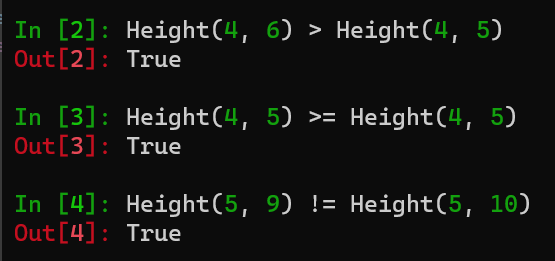 In [2]: Height(4, 6) > Height(4, 5)
Out[2]: True
In [3]: Height(4, 5) >= Height(4, 5)
Out[3]: True
In [4]: Height(5, 9) != Height(5, 10)
Out[4]: True